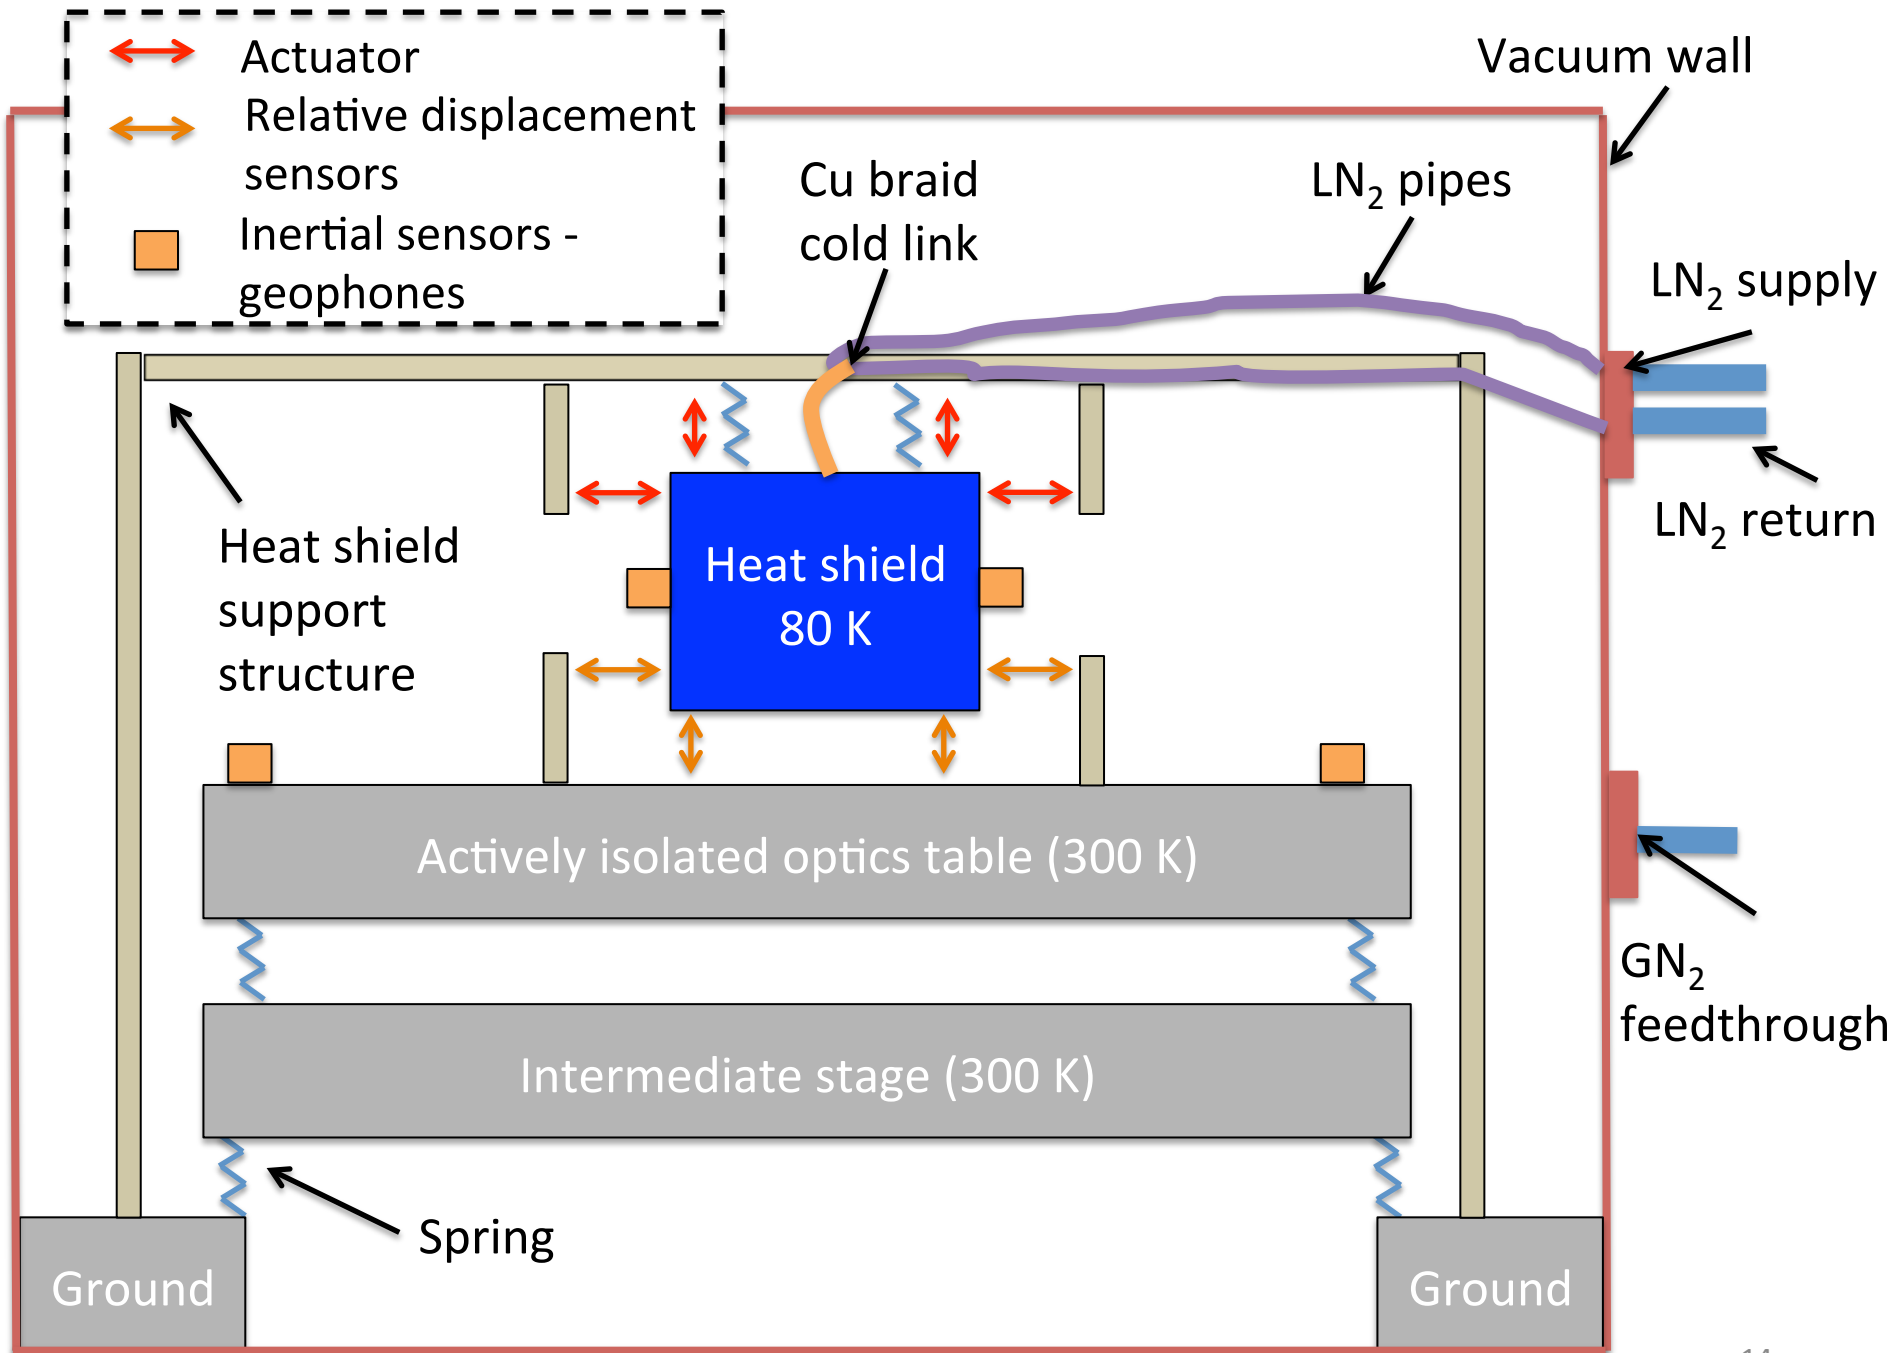 Actuator
Relative displacement
sensors
Inertial sensors -
geophones
Vacuum wall
Cu braid
cold link
LN₂ pipes
LN₂ supply
LN₂ return
Heat shield
support
structure
Heat shield
80 K
Actively isolated optics table (300 K)
GN₂
feedthrough
Intermediate stage (300 K)
Spring
Ground
Ground